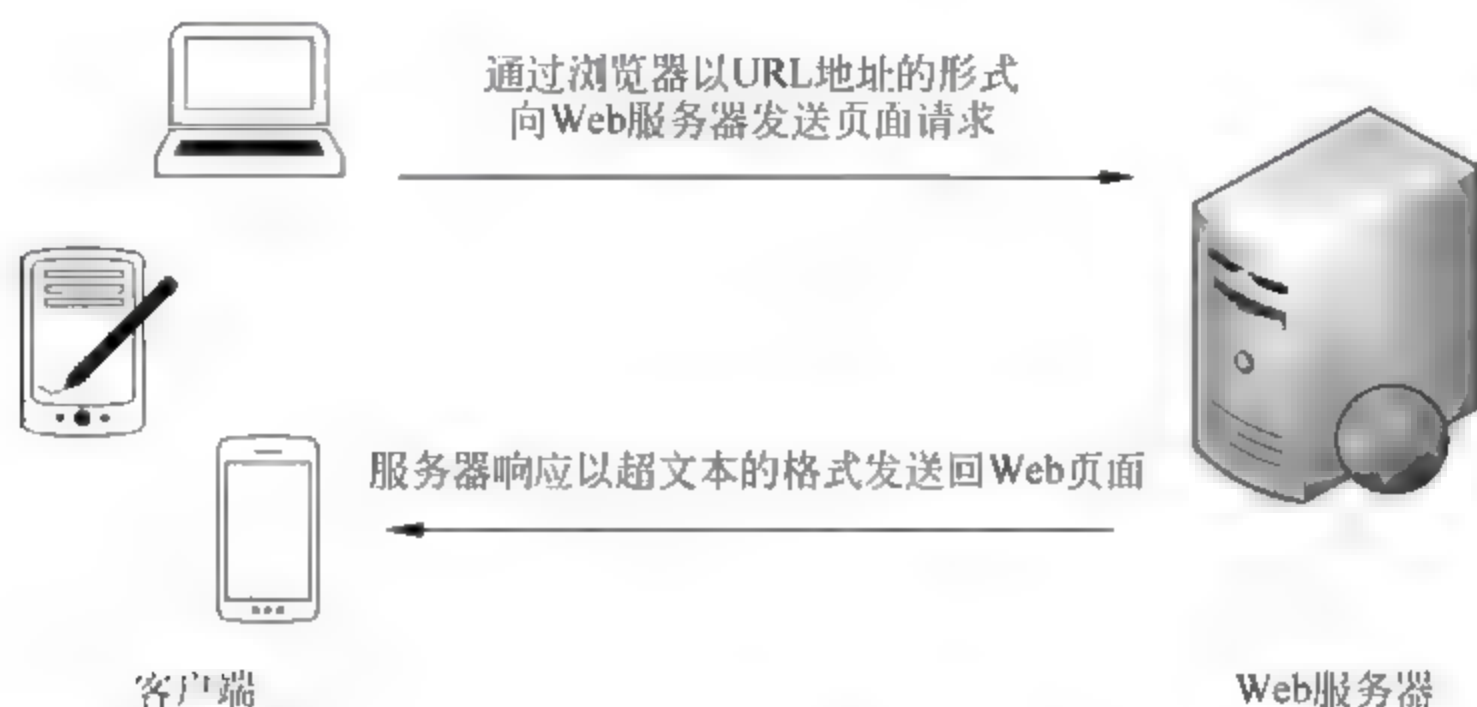 通过浏览器以URL地址的形式
向Web服务器发送页面请求
服务器响应以超文本的格式发送回Web页面
客户端
Web服务器